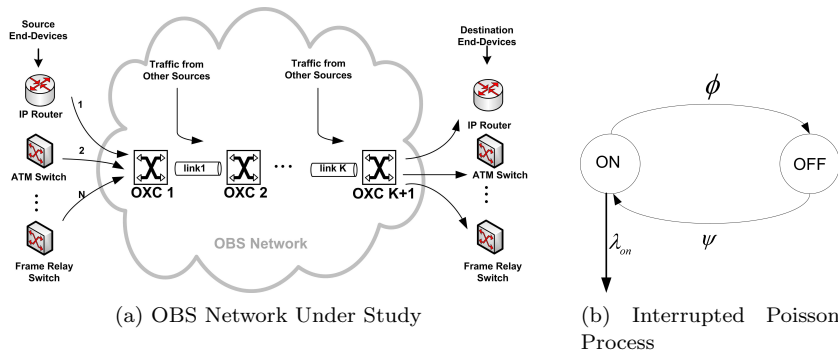 Source
End-Devices
Destination
End-Devices
Traffic from
Other Sources
Traffic from
Other Sources
1
IP Router
IP Router
2
ATM Switch
link1
...
link K
ATM Switch
OXC 1
OXC 2
OXC K+1
N
OBS Network
Frame Relay
Switch
Frame Relay
Switch
(a) OBS Network Under Study
ϕ
ON
OFF
ψ
λon
(b) Interrupted Poisson
Process